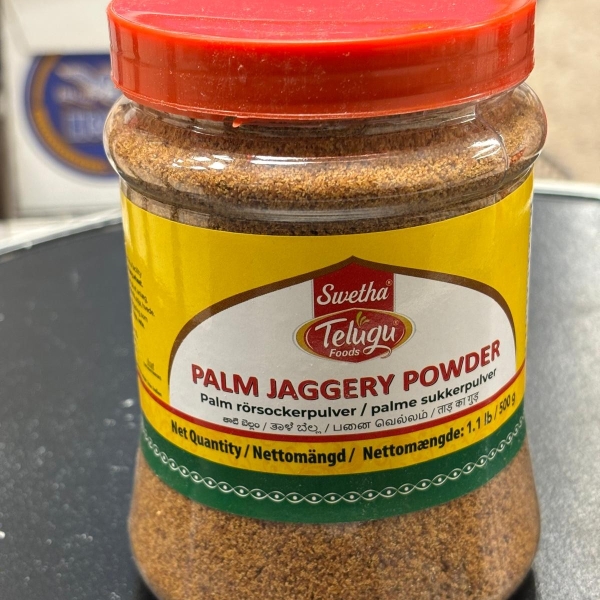 Swetha®
Telugu®
Foods
PALM JAGGERY POWDER
Palm rörsockerpulver / palme sukkerpulver
తాటి బెల్లం / ತಾಳೆ ಬೆಲ್ಲ / பனை வெல்லம் / ताड़ का गुड़
Net Quantity / Nettomängd / Nettomængde: 1.1 lb / 500 g